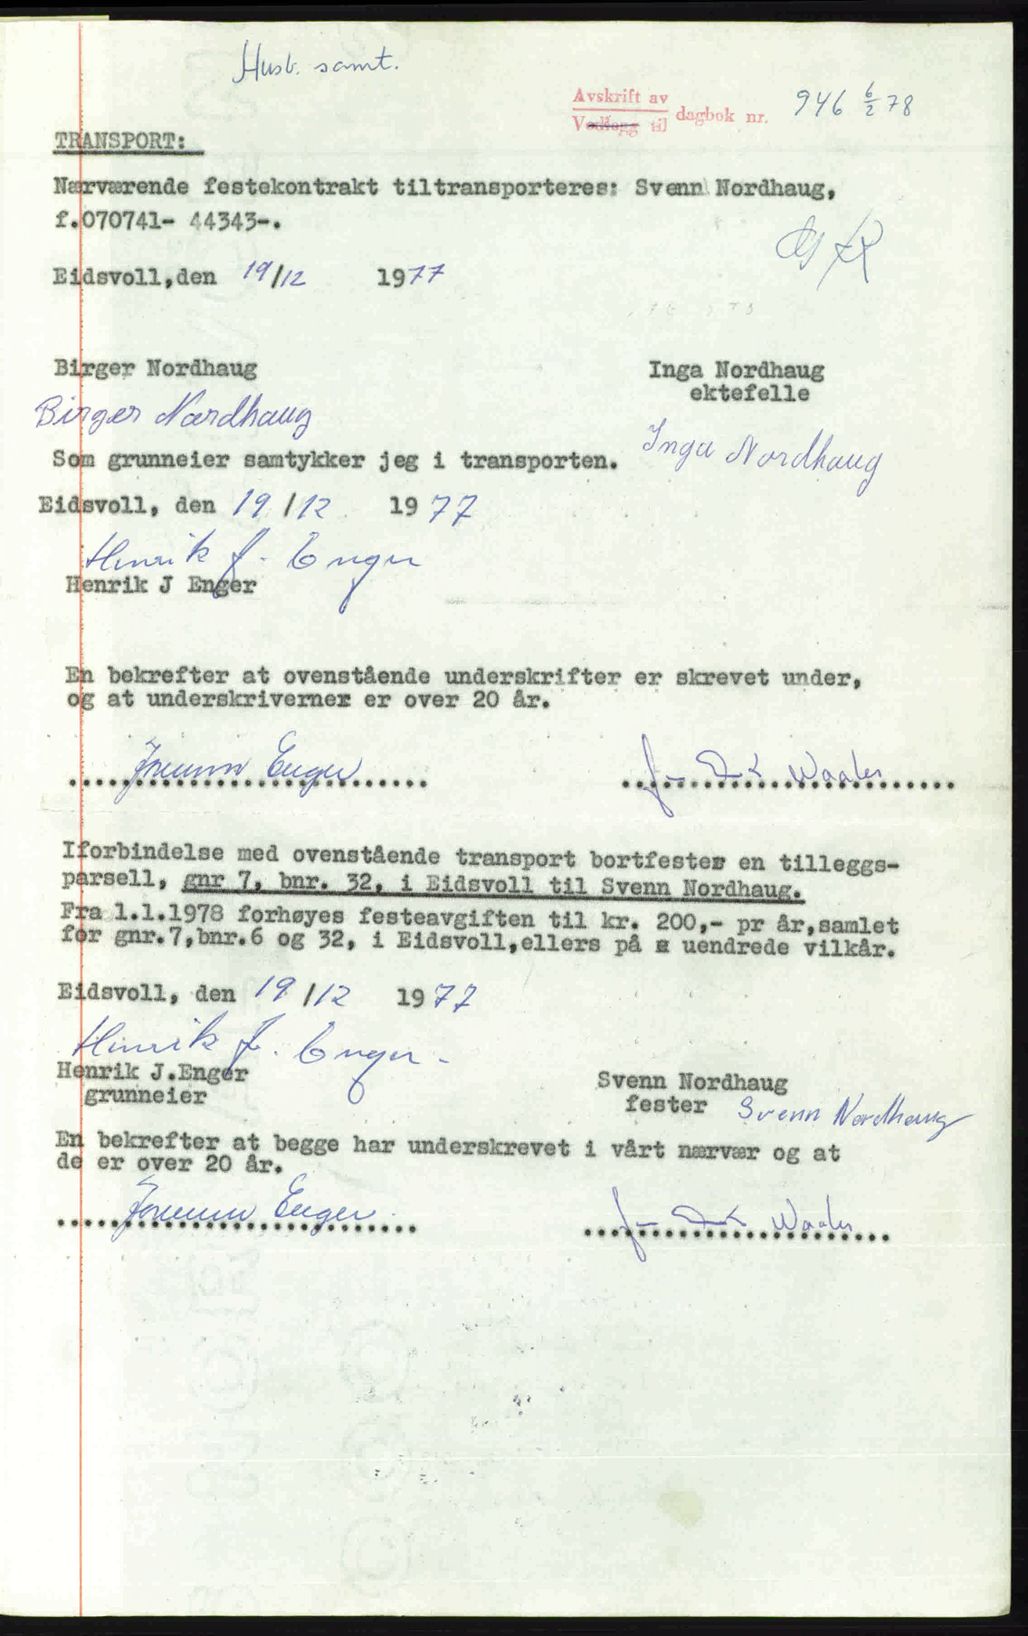 Husb. samt.
Avskrift av
Vedlegg til dagbok nr. 946 6/2 78
TRANSPORT:
Nærværende festekontrakt tiltransporteres: Svenn Nordhaug,
f.070741- 44343-.
Eidsvoll,den 19/12 1977
Birger Nordhaug Inga Nordhaug
ektefelle
Birger Nordhaug
Inga Nordhaug
Som grunneier samtykker jeg i transporten.
Eidsvoll, den 19/12 1977
Henrik J. Enger
Henrik J Enger
En bekrefter at ovenstående underskrifter er skrevet under,
og at underskriverner er over 20 år.
Enger Waaler
Iforbindelse med ovenstående transport bortfester en tilleggs-
parsell, gnr 7, bnr. 32, i Eidsvoll til Svenn Nordhaug.
Fra 1.1.1978 forhøyes festeavgiften til kr. 200,- pr år,samlet
for gnr.7,bnr.6 og 32, i Eidsvoll,ellers på uendrede vilkår.
Eidsvoll, den 19/12 1977
Henrik J. Enger-
Henrik J.Enger Svenn Nordhaug
grunneier fester Svenn Nordhaug
En bekrefter at begge har underskrevet i vårt nærvær og at
de er over 20 år.
Enger Waaler